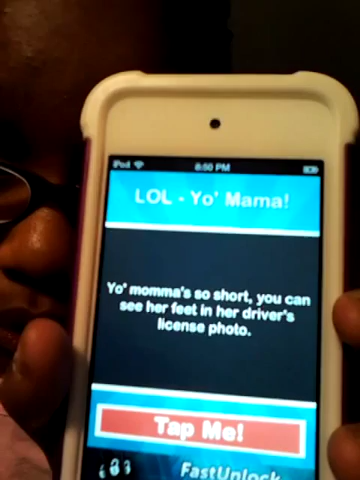 iPod 8:50 PM
LOL - Yo' Mama!
Yo' momma's so short, you can
see her feet in her driver's
license photo.
Tap Me!
FastUnlock